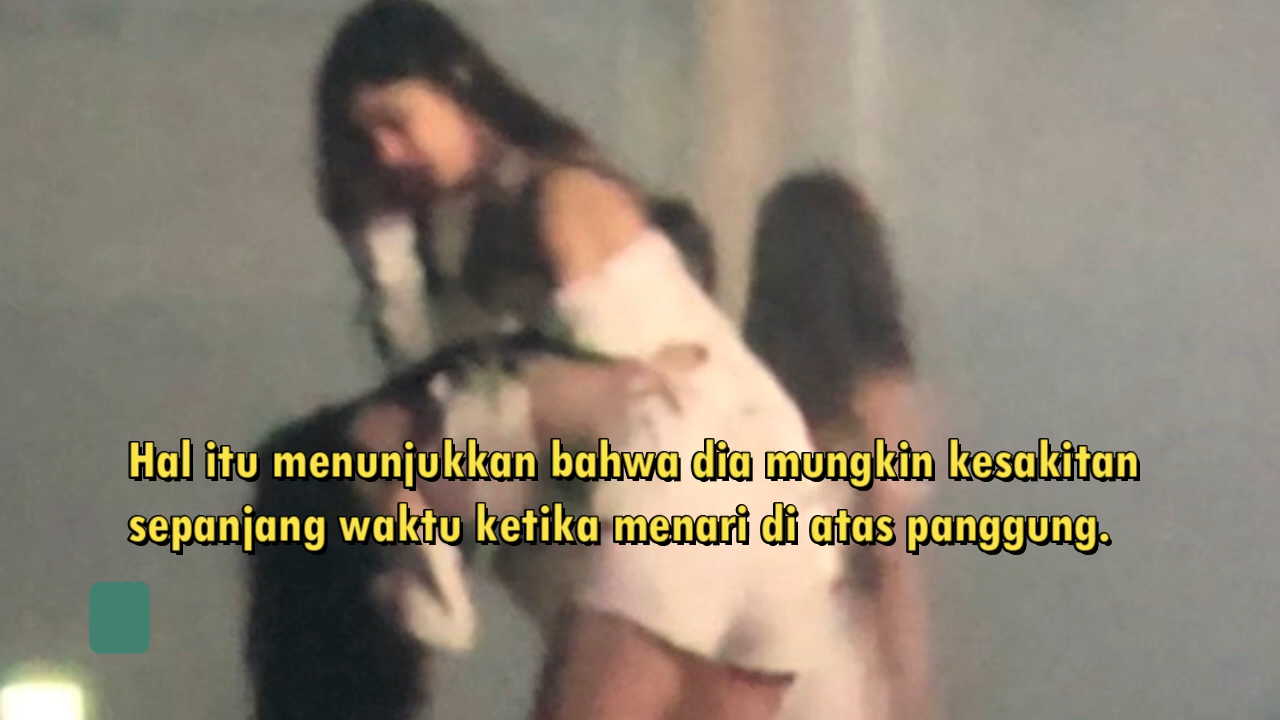 Hal itu menunjukkan bahwa dia mungkin kesakitan
sepanjang waktu ketika menari di atas panggung.